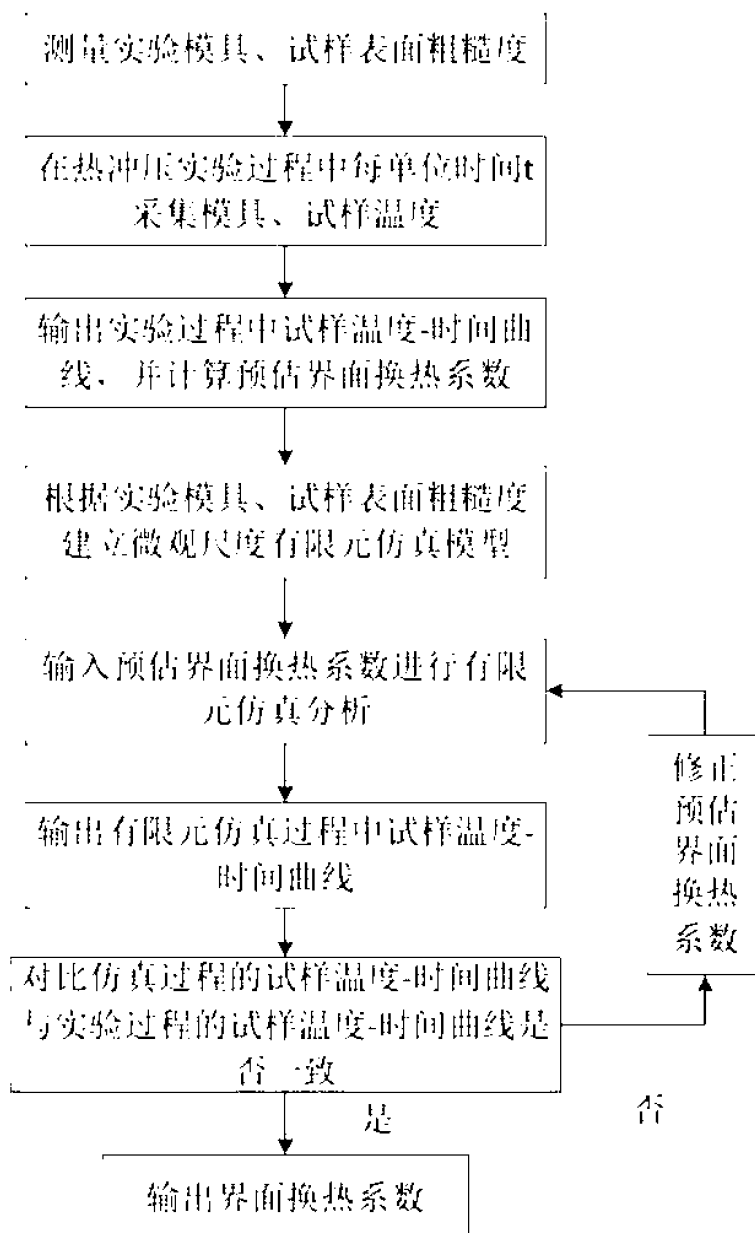 测量实验模具、试样表面粗糙度
在热冲压实验过程中每单位时间t
采集模具、试样温度
输出实验过程中试样温度-时间曲
线，并计算预估界面换热系数
根据实验模具、试样表面粗糙度
建立微观尺度有限元仿真模型
输入预估界面换热系数进行有限
元仿真分析
修正
预估
界面
换热
系数
输出有限元仿真过程中试样温度-
时间曲线
对比仿真过程的试样温度-时间曲线
与实验过程的试样温度-时间曲线是
否一致
是
否
输出界面换热系数